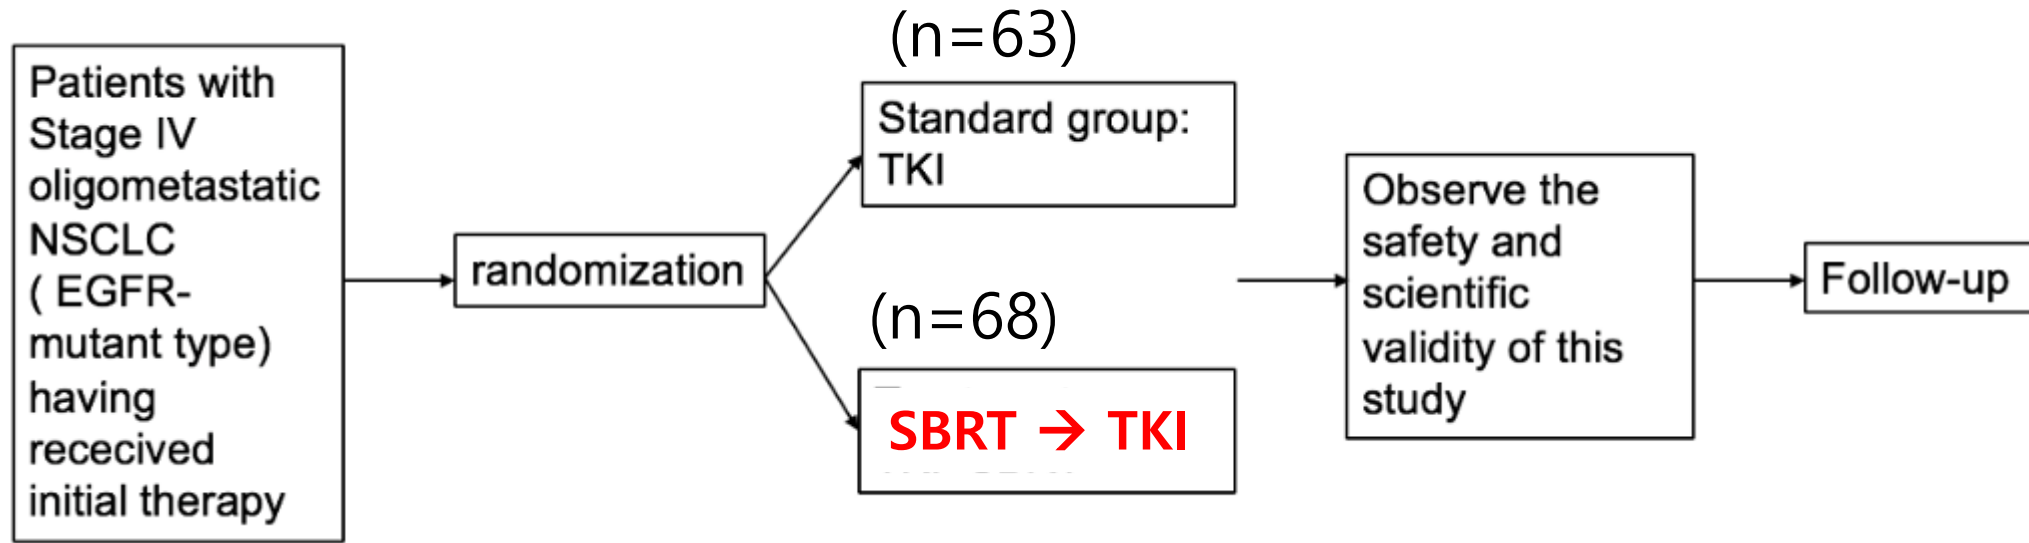 Patients with
Stage IV
oligometastatic
NSCLC
( EGFR-
mutant type)
having
rececived
initial therapy
randomization
(n=63)
Standard group:
TKI
(n=68)
SBRT → TKI
Observe the
safety and
scientific
validity of this
study
Follow-up